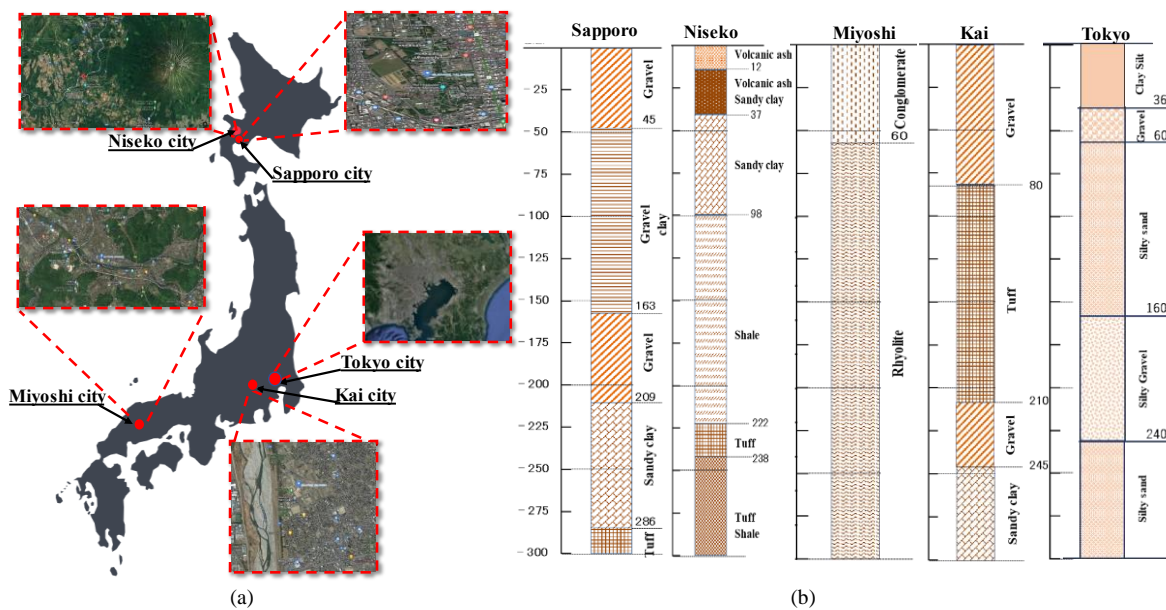 Niseko city
Sapporo city
Tokyo city
Kai city
Miyoshi city
(a)
Sapporo
Niseko
Miyoshi
Kai
Tokyo
−25
−50
−75
−100
−125
−150
−175
−200
−225
−250
−275
−300
Gravel
45
Gravel
clay
163
Gravel
209
Sandy clay
286
Tuff
Volcanic ash
12
Volcanic ash
Sandy clay
37
Sandy clay
98
Shale
222
Tuff
238
Tuff
Shale
Conglomerate
60
Rhyolite
Gravel
80
Tuff
210
Gravel
245
Sandy clay
Clay Silt
36
Gravel
60
Silty sand
160
Silty Gravel
240
Silty sand
(b)